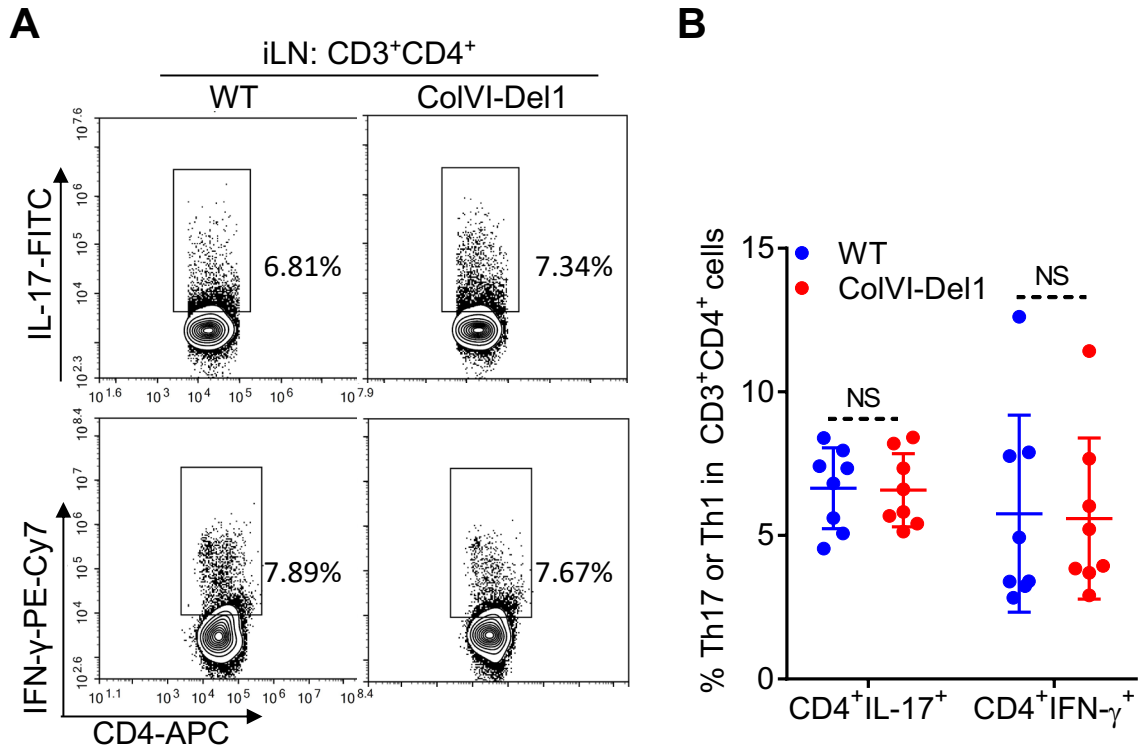 A
iLN: CD3⁺CD4⁺
WT
ColVI-Del1
IL-17-FITC
10^7.6
10^6
10^5
10^4
10^2.3
6.81%
7.34%
10^1.6 10^3 10^4 10^5 10^6 10^7.9
IFN-γ-PE-Cy7
10^8.4
10^7
10^6
10^5
10^4
10^2.6
7.89%
7.67%
10^1.1 10^3 10^4 10^5 10^6 10^7 10^8.4
CD4-APC
B
% Th17 or Th1 in CD3⁺CD4⁺ cells
15
10
5
0
WT
ColVI-Del1
NS
NS
CD4⁺IL-17⁺
CD4⁺IFN-γ⁺